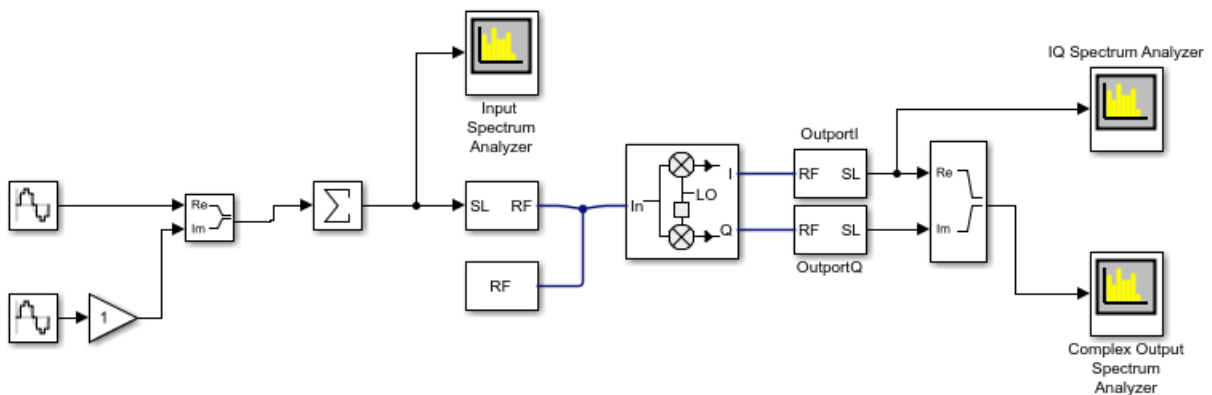 IQ Spectrum Analyzer
Input
Spectrum
Analyzer
OutportI
Re
Im
Σ
SL RF
In
LO
I
Q
RF SL
Re
Im
RF SL
OutportQ
RF
1
Complex Output
Spectrum
Analyzer